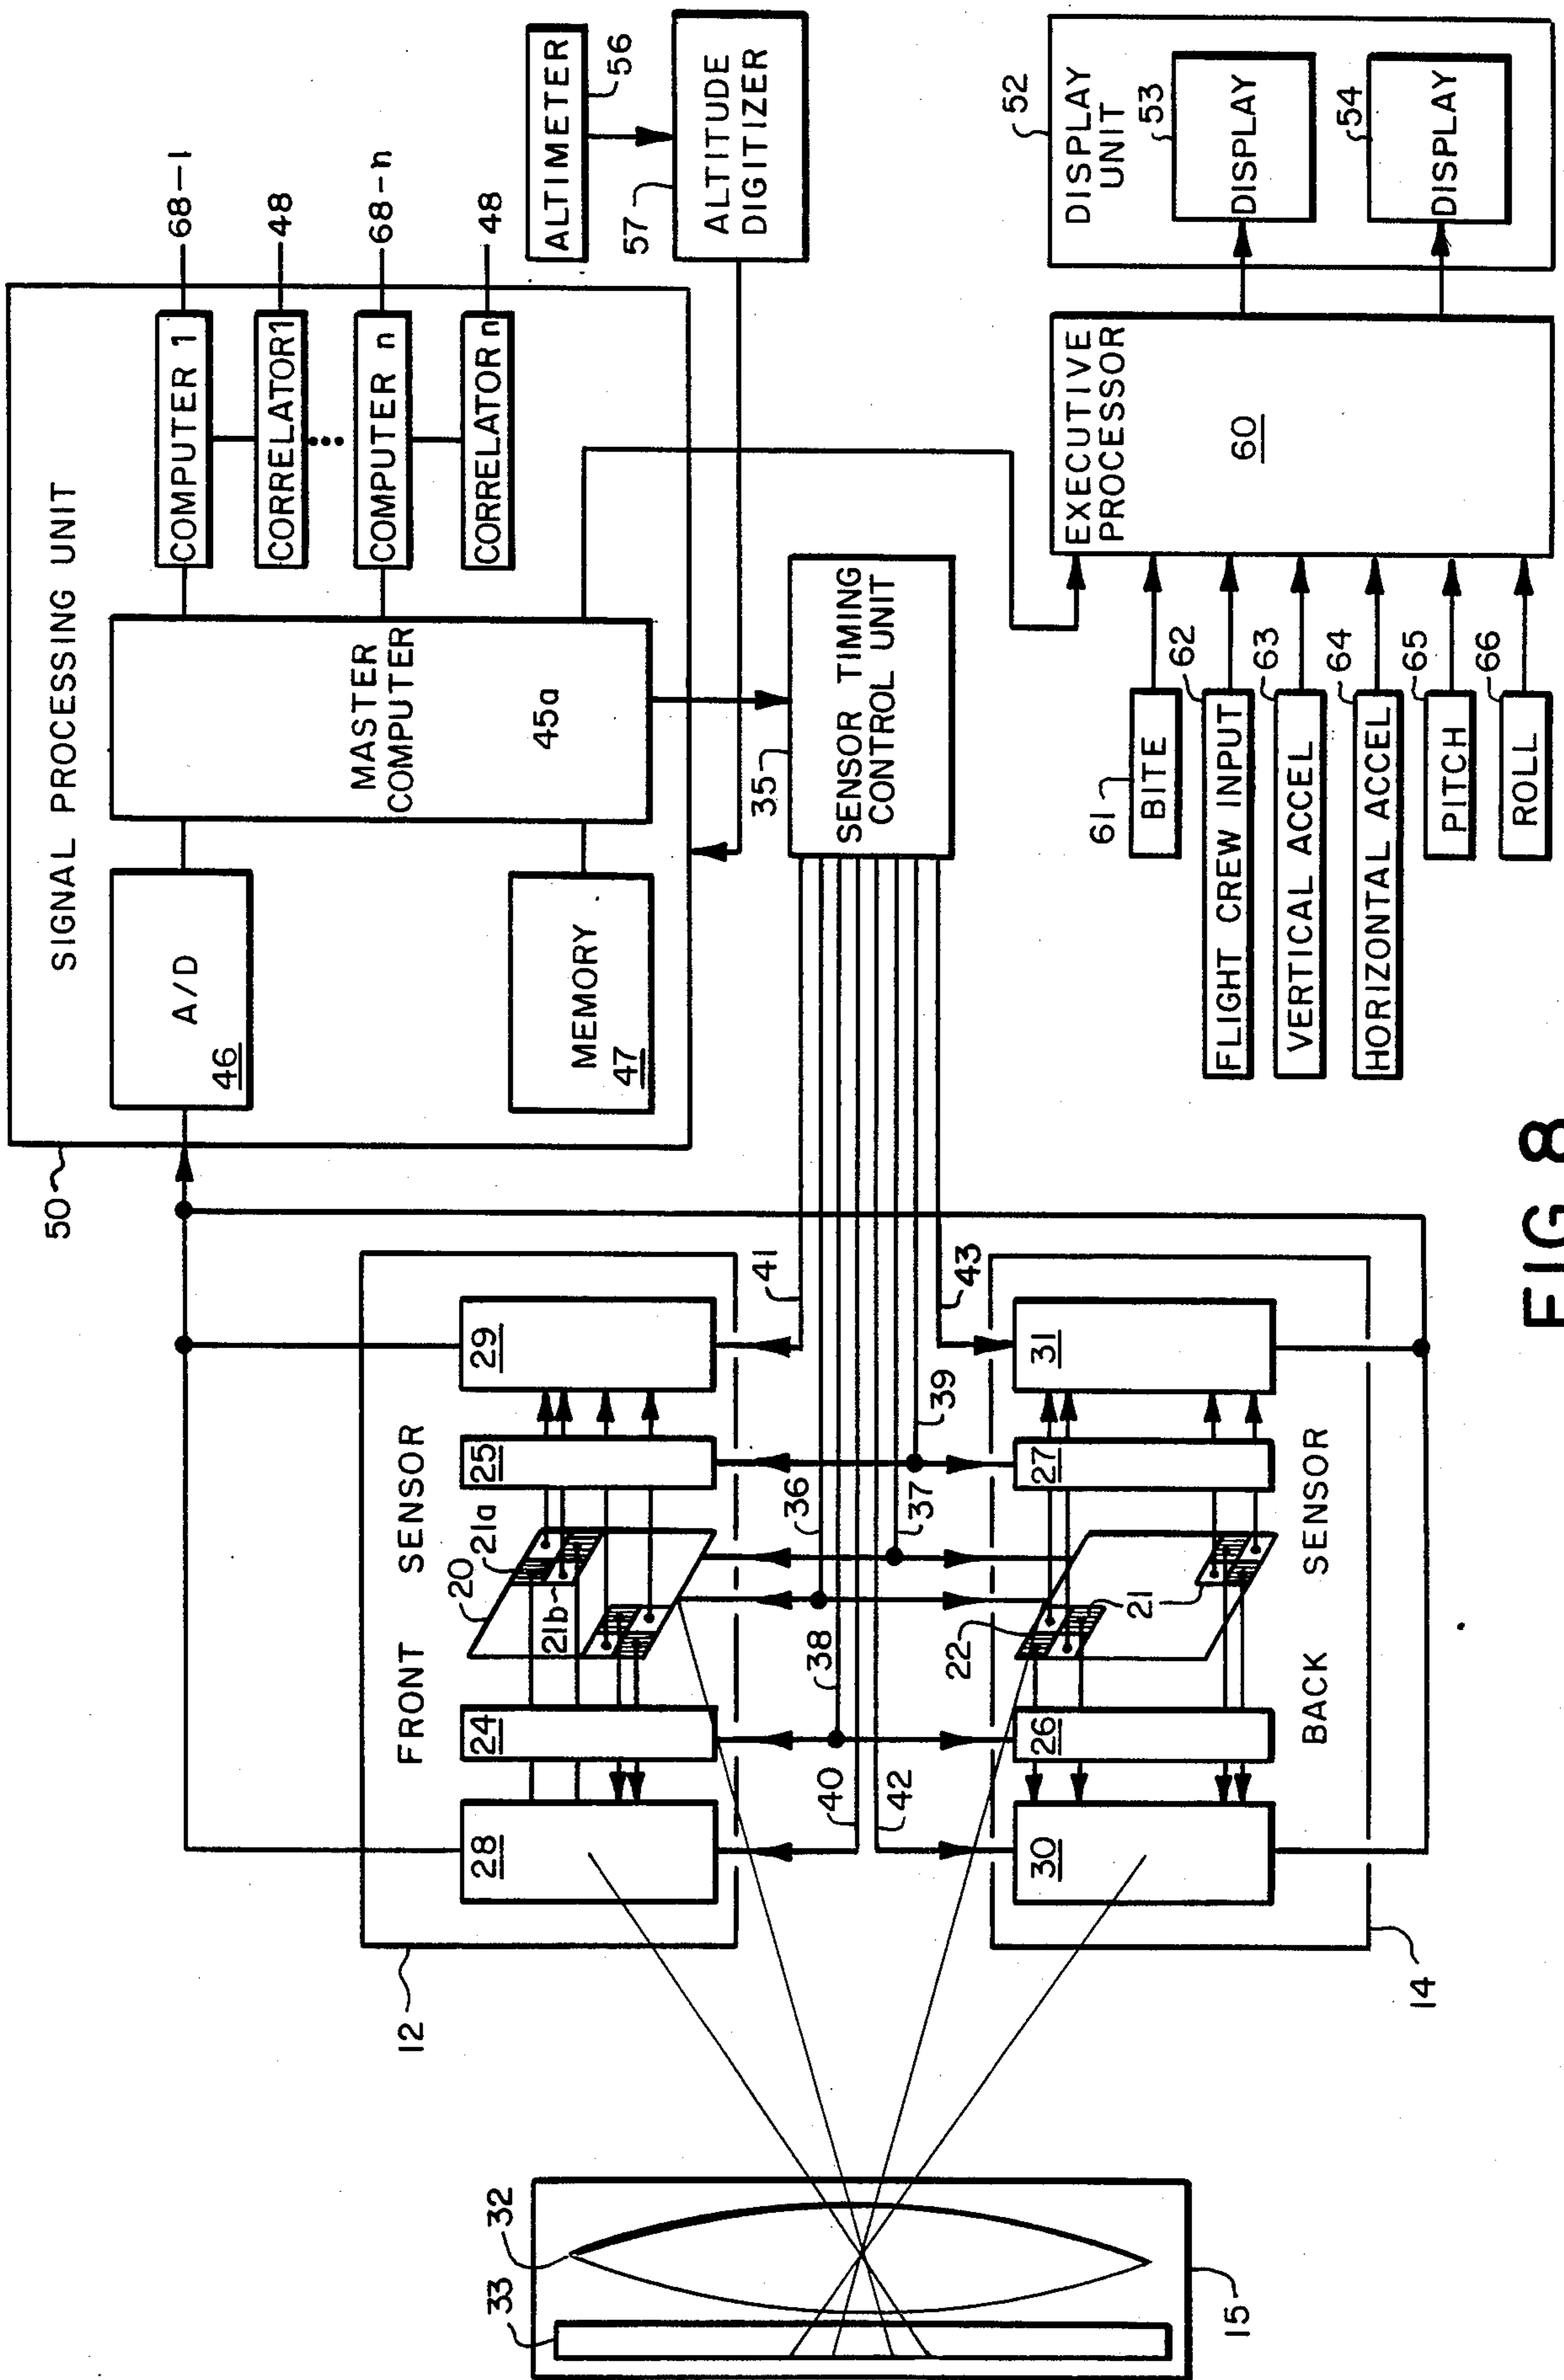 50
SIGNAL PROCESSING UNIT
A/D
46
MEMORY
47
MASTER
COMPUTER
45a
COMPUTER 1
68-1
CORRELATOR1
48
COMPUTER n
68-n
CORRELATOR n
48
ALTIMETER
56
57
ALTITUDE
DIGITIZER
12
FRONT SENSOR
28
24
20
21a
21b
25
29
35
SENSOR TIMING
CONTROL UNIT
41
36
38
40
42
37
39
43
14
BACK SENSOR
30
26
22
21
27
31
33
32
15
61
BITE
62
FLIGHT CREW INPUT
63
VERTICAL ACCEL
64
HORIZONTAL ACCEL
65
PITCH
66
ROLL
EXECUTIVE
PROCESSOR
60
52
DISPLAY
UNIT
53
DISPLAY
54
DISPLAY
FIG 8